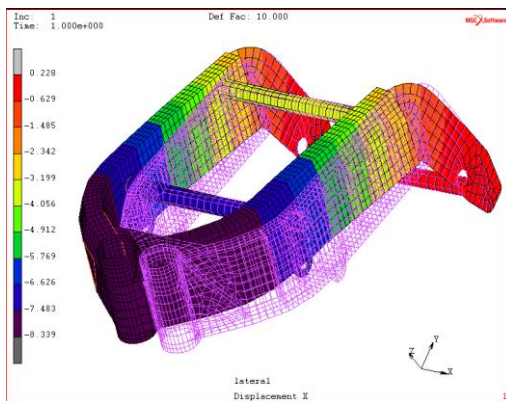 Inc: 1
Def Fac: 10.000
Time: 1.000e+000
MSC Software
0.228
-0.629
-1.485
-2.342
-3.199
-4.056
-4.912
-5.769
-6.626
-7.483
-8.339
Y
Z
X
lateral
Displacement X
1